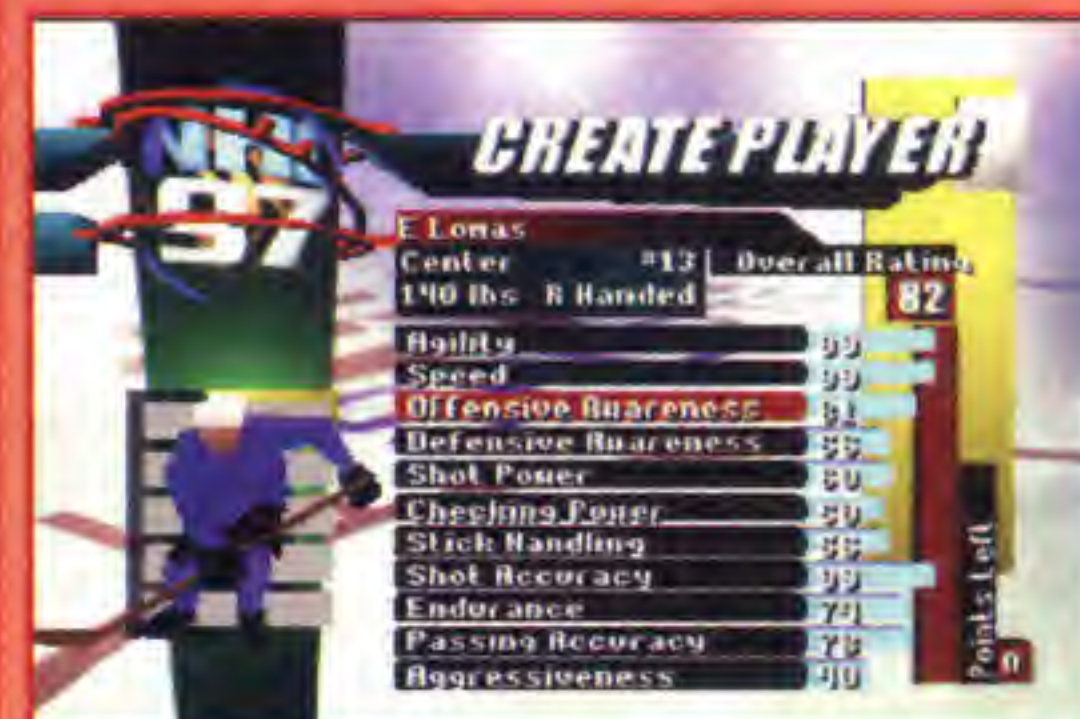 NHL
97
CREATE PLAYER
E Lomas
Center #13
Overall Rating
140 lbs R Handed
82
Agility 99
Speed 99
Offensive Awareness
Defensive Awareness
Shot Power
Checking Power
Stick Handling
Shot Accuracy 99
Endurance
Passing Accuracy
Aggressiveness
Points Left
0